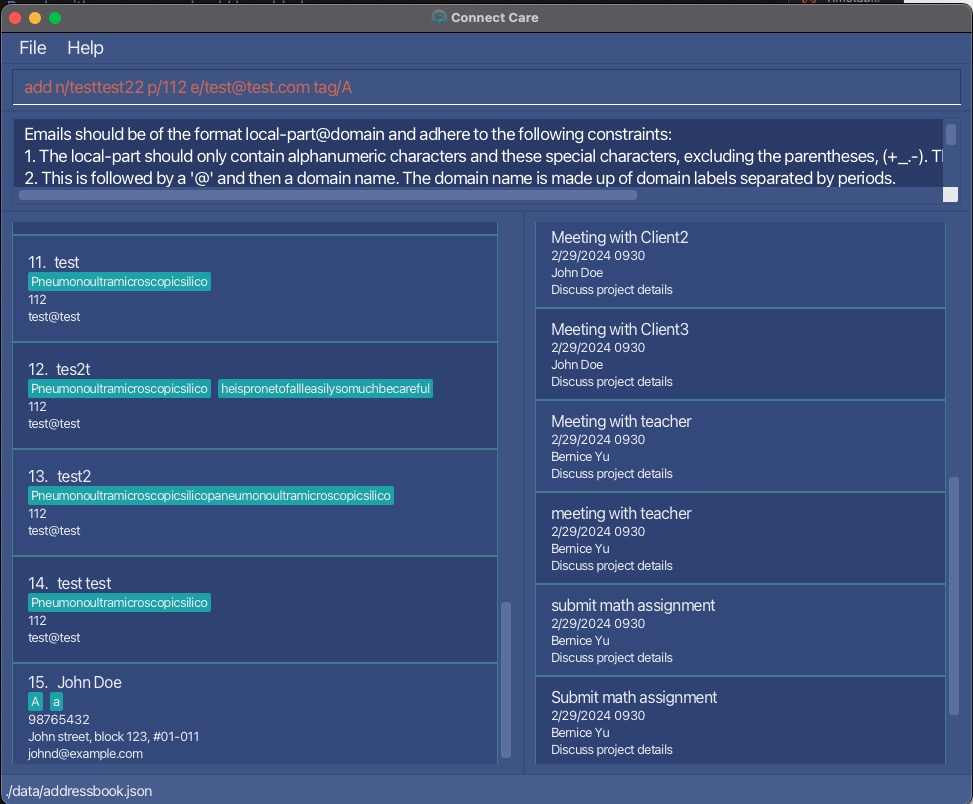 Connect Care
File Help
add n/testtest22 p/112 e/test@test.com tag/A
Emails should be of the format local-part@domain and adhere to the following constraints:
1. The local-part should only contain alphanumeric characters and these special characters, excluding the parentheses, (+_.-). Tl
2. This is followed by a '@' and then a domain name. The domain name is made up of domain labels separated by periods.
11. test
Pneumonoultramicroscopicsilico
112
test@test
12. tes2t
Pneumonoultramicroscopicsilico heispronetofallleasilysomuchbecareful
112
test@test
13. test2
Pneumonoultramicroscopicsilicopaneumonoultramicroscopicsilico
112
test@test
14. test test
Pneumonoultramicroscopicsilico
112
test@test
15. John Doe
A a
98765432
John street, block 123, #01-011
johnd@example.com
Meeting with Client2
2/29/2024 0930
John Doe
Discuss project details
Meeting with Client3
2/29/2024 0930
John Doe
Discuss project details
Meeting with teacher
2/29/2024 0930
Bernice Yu
Discuss project details
meeting with teacher
2/29/2024 0930
Bernice Yu
Discuss project details
submit math assignment
2/29/2024 0930
Bernice Yu
Discuss project details
Submit math assignment
2/29/2024 0930
Bernice Yu
Discuss project details
./data/addressbook.json